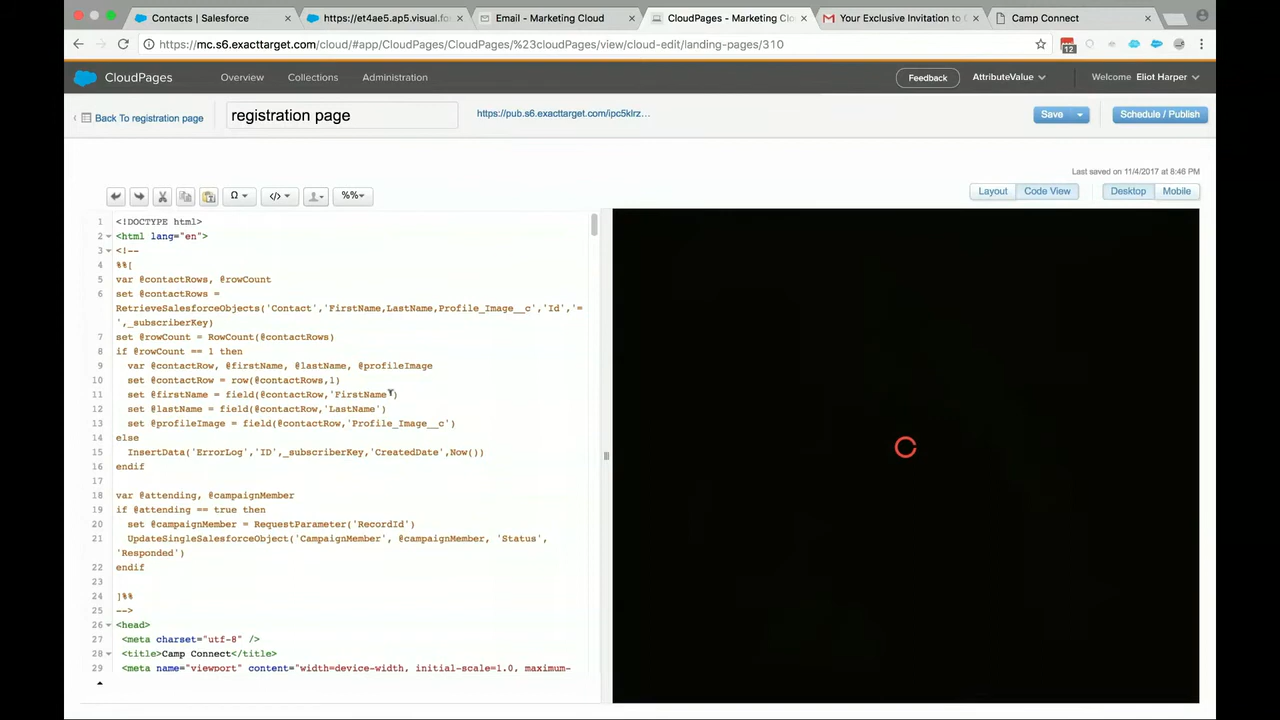 Contacts | Salesforce
https://et4ae5.ap5.visual.fo
Email - Marketing Cloud
CloudPages - Marketing Clo
Your Exclusive Invitation to C
Camp Connect
https://mc.s6.exacttarget.com/cloud/#app/CloudPages/CloudPages/%23cloudPages/view/cloud-edit/landing-pages/310
12
CloudPages
Overview
Collections
Administration
Feedback
AttributeValue
Welcome Eliot Harper
Back To registration page
registration page
https://pub.s6.exacttarget.com/ipc5klrz...
Save
Schedule / Publish
Last saved on 11/4/2017 at 8:46 PM
Ω
</>
%%
Layout
Code View
Desktop
Mobile
1 <!DOCTYPE html>
2 <html lang="en">
3 <!--
4 %%[
5 var @contactRows, @rowCount
6 set @contactRows =
RetrieveSalesforceObjects('Contact','FirstName,LastName,Profile_Image__c','Id','=
',_subscriberKey)
7 set @rowCount = RowCount(@contactRows)
8 if @rowCount == 1 then
9 var @contactRow, @firstName, @lastName, @profileImage
10 set @contactRow = row(@contactRows,1)
11 set @firstName = field(@contactRow,'FirstName')
12 set @lastName = field(@contactRow,'LastName')
13 set @profileImage = field(@contactRow,'Profile_Image__c')
14 else
15 InsertData('ErrorLog','ID',_subscriberKey,'CreatedDate',Now())
16 endif
17
18 var @attending, @campaignMember
19 if @attending == true then
20 set @campaignMember = RequestParameter('RecordId')
21 UpdateSingleSalesforceObject('CampaignMember', @campaignMember, 'Status',
'Responded')
22 endif
23
24 ]%%
25 -->
26 <head>
27 <meta charset="utf-8" />
28 <title>Camp Connect</title>
29 <meta name="viewport" content="width=device-width, initial-scale=1.0, maximum-